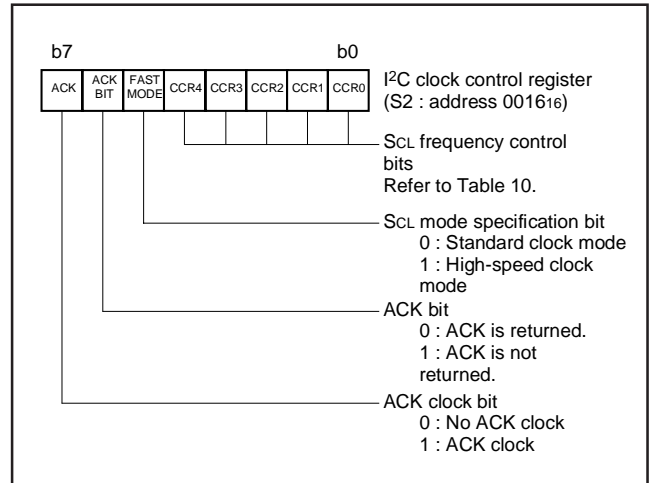 b7 b0
ACK ACK BIT FAST MODE CCR4 CCR3 CCR2 CCR1 CCR0
I2C clock control register
(S2 : address 001616)
SCL frequency control
bits
Refer to Table 10.
SCL mode specification bit
0 : Standard clock mode
1 : High-speed clock
mode
ACK bit
0 : ACK is returned.
1 : ACK is not
returned.
ACK clock bit
0 : No ACK clock
1 : ACK clock